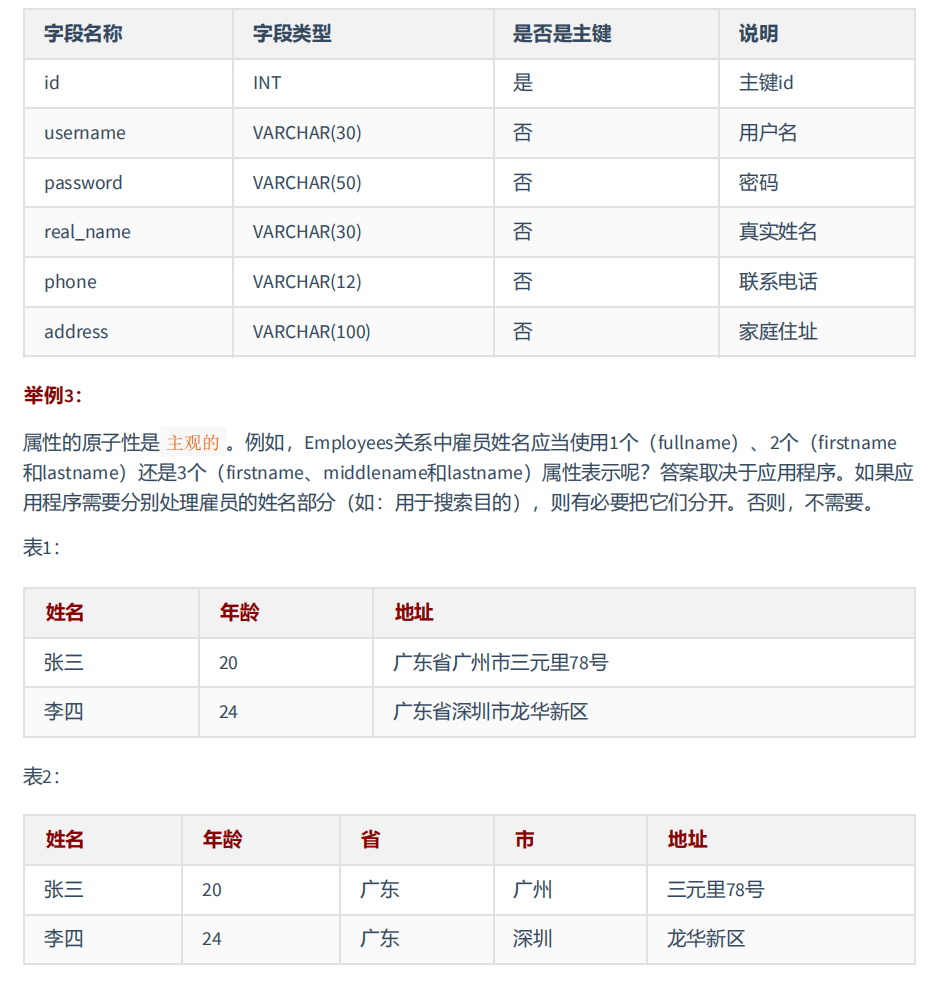 字段名称 字段类型 是否是主键 说明
id INT 是 主键id
username VARCHAR(30) 否 用户名
password VARCHAR(50) 否 密码
real_name VARCHAR(30) 否 真实姓名
phone VARCHAR(12) 否 联系电话
address VARCHAR(100) 否 家庭住址
举例3：
属性的原子性是 主观的 。例如，Employees关系中雇员姓名应当使用1个（fullname）、2个（firstname
和lastname）还是3个（firstname、middlename和lastname）属性表示呢？答案取决于应用程序。如果应
用程序需要分别处理雇员的姓名部分（如：用于搜索目的），则有必要把它们分开。否则，不需要。
表1：
姓名 年龄 地址
张三 20 广东省广州市三元里78号
李四 24 广东省深圳市龙华新区
表2：
姓名 年龄 省 市 地址
张三 20 广东 广州 三元里78号
李四 24 广东 深圳 龙华新区